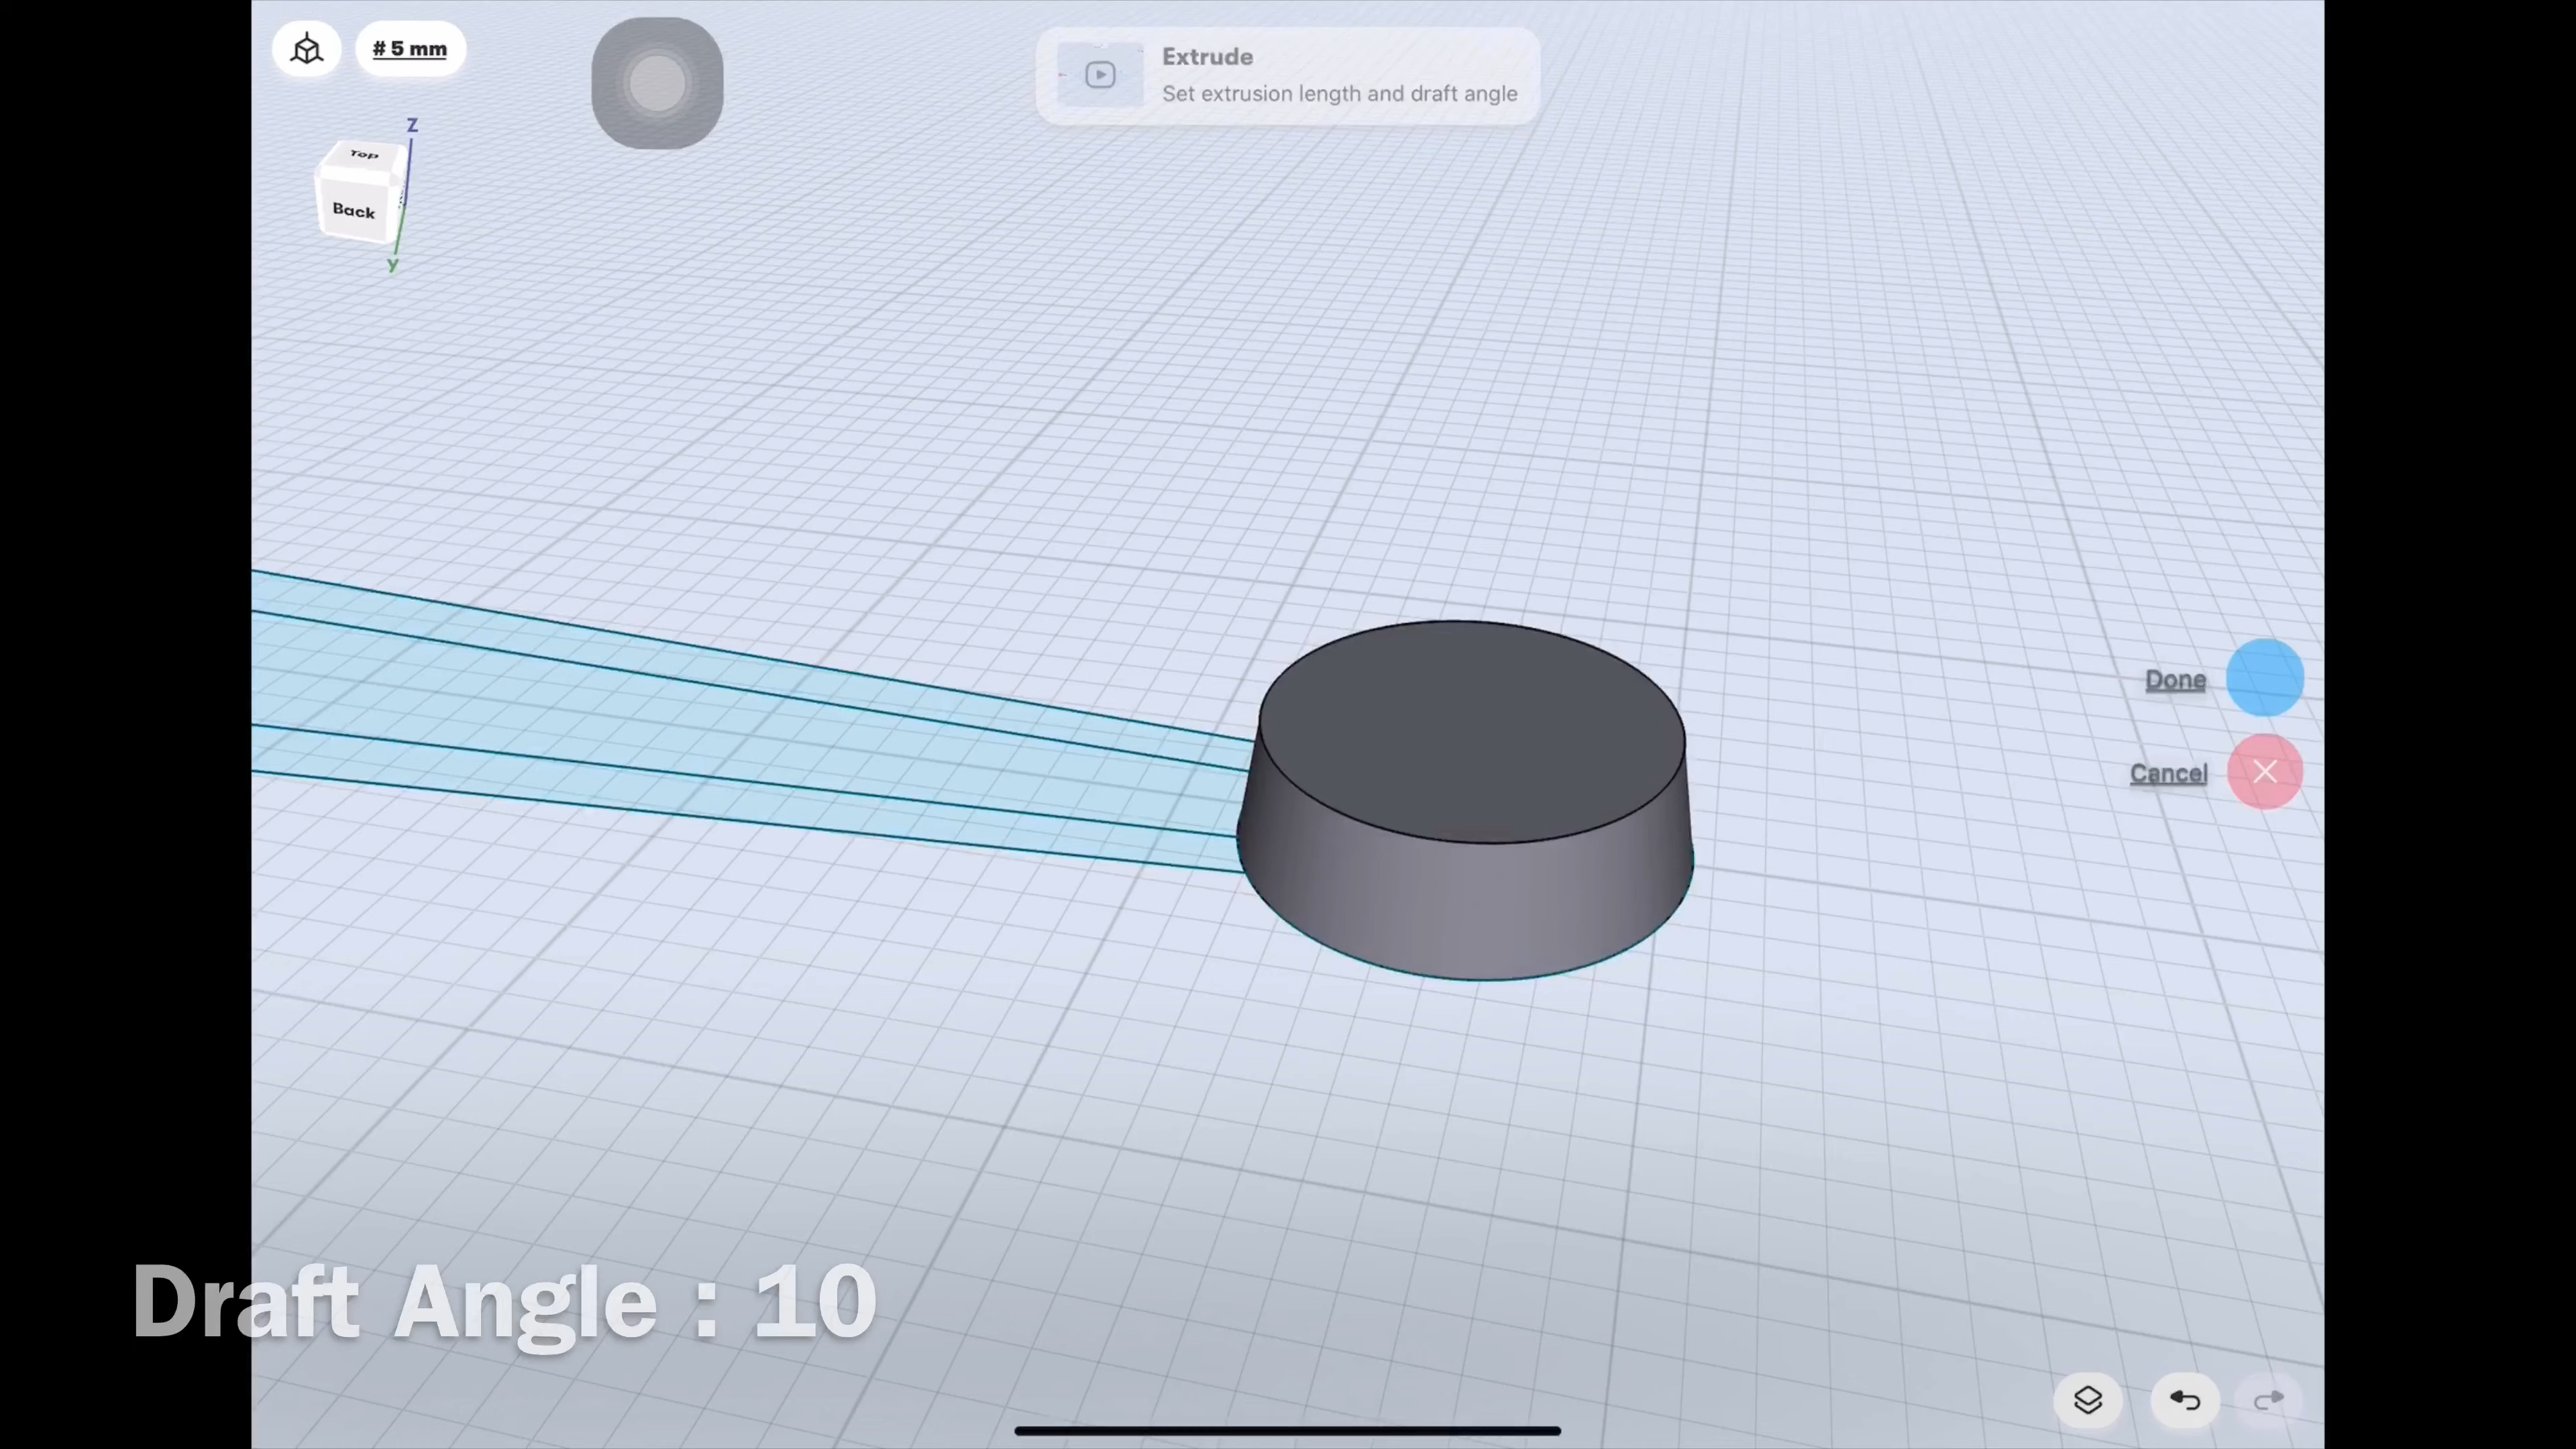 # 5 mm
Extrude
Set extrusion length and draft angle
Z
Top
Back
Y
Done
Cancel
Draft Angle : 10